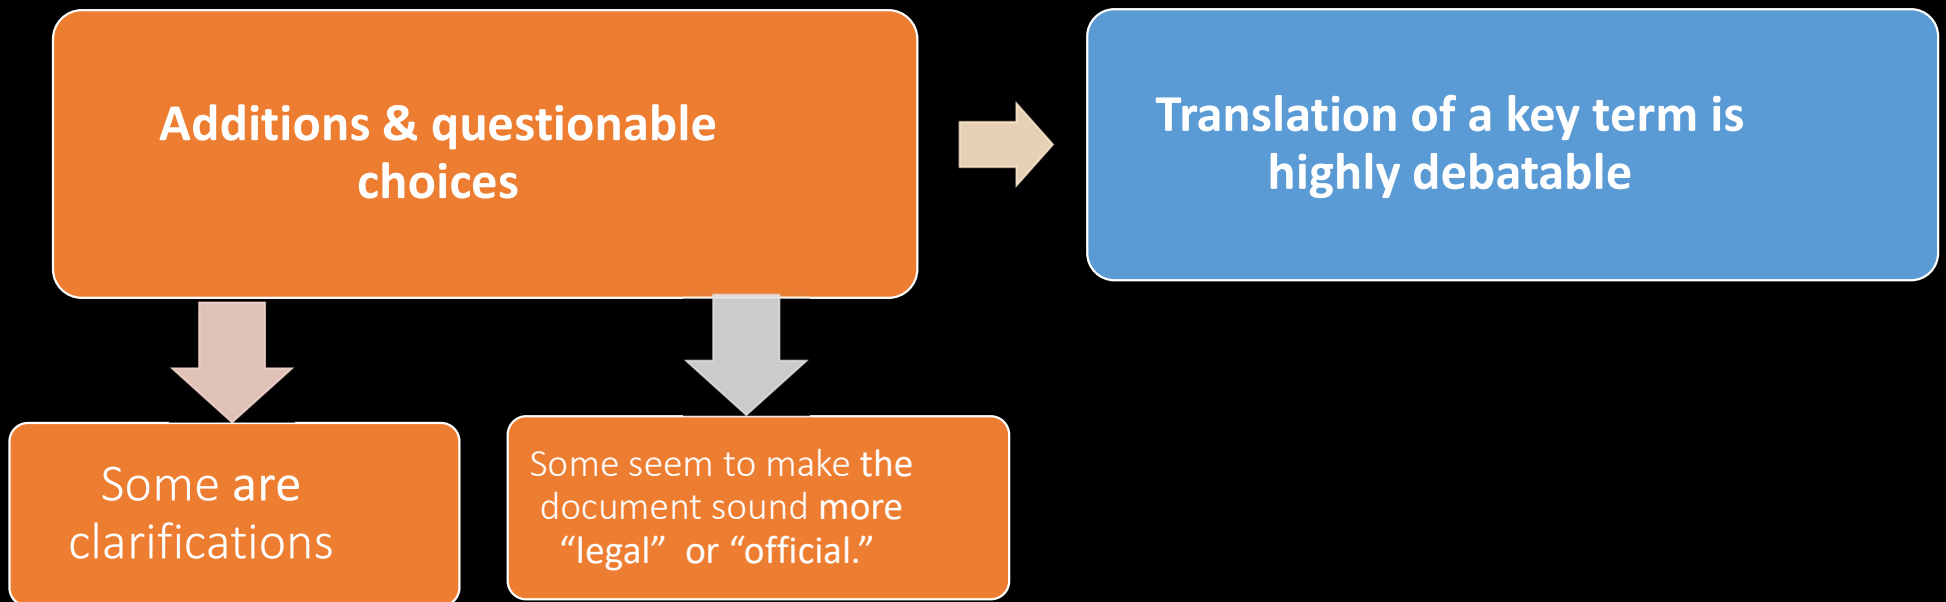 Additions & questionable
choices
Translation of a key term is
highly debatable
Some are
clarifications
Some seem to make the
document sound more
“legal”  or “official.”